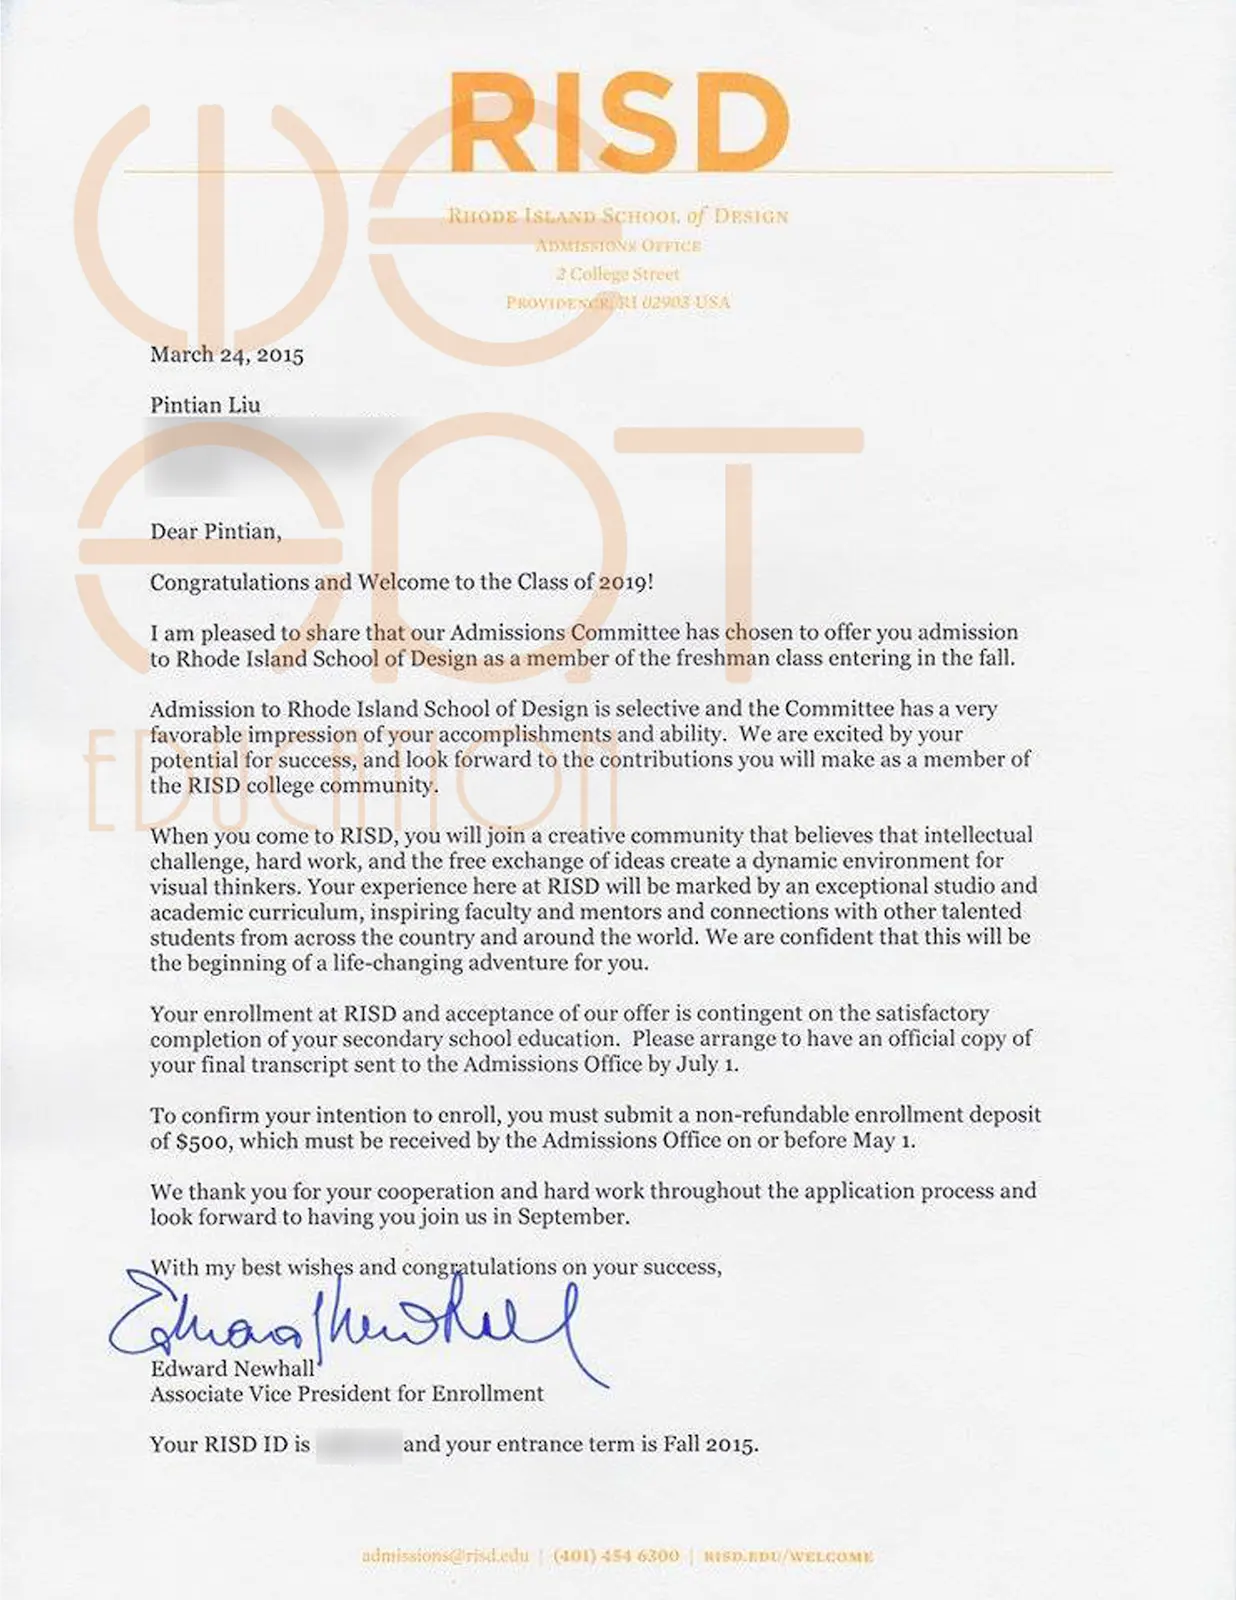 RISD
RHODE ISLAND SCHOOL of DESIGN
ADMISSIONS OFFICE
2 College Street
PROVIDENCE, RI 02903 USA
March 24, 2015
Pintian Liu
Dear Pintian,
Congratulations and Welcome to the Class of 2019!
I am pleased to share that our Admissions Committee has chosen to offer you admission
to Rhode Island School of Design as a member of the freshman class entering in the fall.
Admission to Rhode Island School of Design is selective and the Committee has a very
favorable impression of your accomplishments and ability.  We are excited by your
potential for success, and look forward to the contributions you will make as a member of
the RISD college community.
EDUCATION
When you come to RISD, you will join a creative community that believes that intellectual
challenge, hard work, and the free exchange of ideas create a dynamic environment for
visual thinkers. Your experience here at RISD will be marked by an exceptional studio and
academic curriculum, inspiring faculty and mentors and connections with other talented
students from across the country and around the world. We are confident that this will be
the beginning of a life-changing adventure for you.
Your enrollment at RISD and acceptance of our offer is contingent on the satisfactory
completion of your secondary school education.  Please arrange to have an official copy of
your final transcript sent to the Admissions Office by July 1.
To confirm your intention to enroll, you must submit a non-refundable enrollment deposit
of $500, which must be received by the Admissions Office on or before May 1.
We thank you for your cooperation and hard work throughout the application process and
look forward to having you join us in September.
With my best wishes and congratulations on your success,
Edward Newhall
Edward Newhall
Associate Vice President for Enrollment
Your RISD ID is and your entrance term is Fall 2015.
admissions@risd.edu | (401) 454 6300 | RISD.EDU/WELCOME